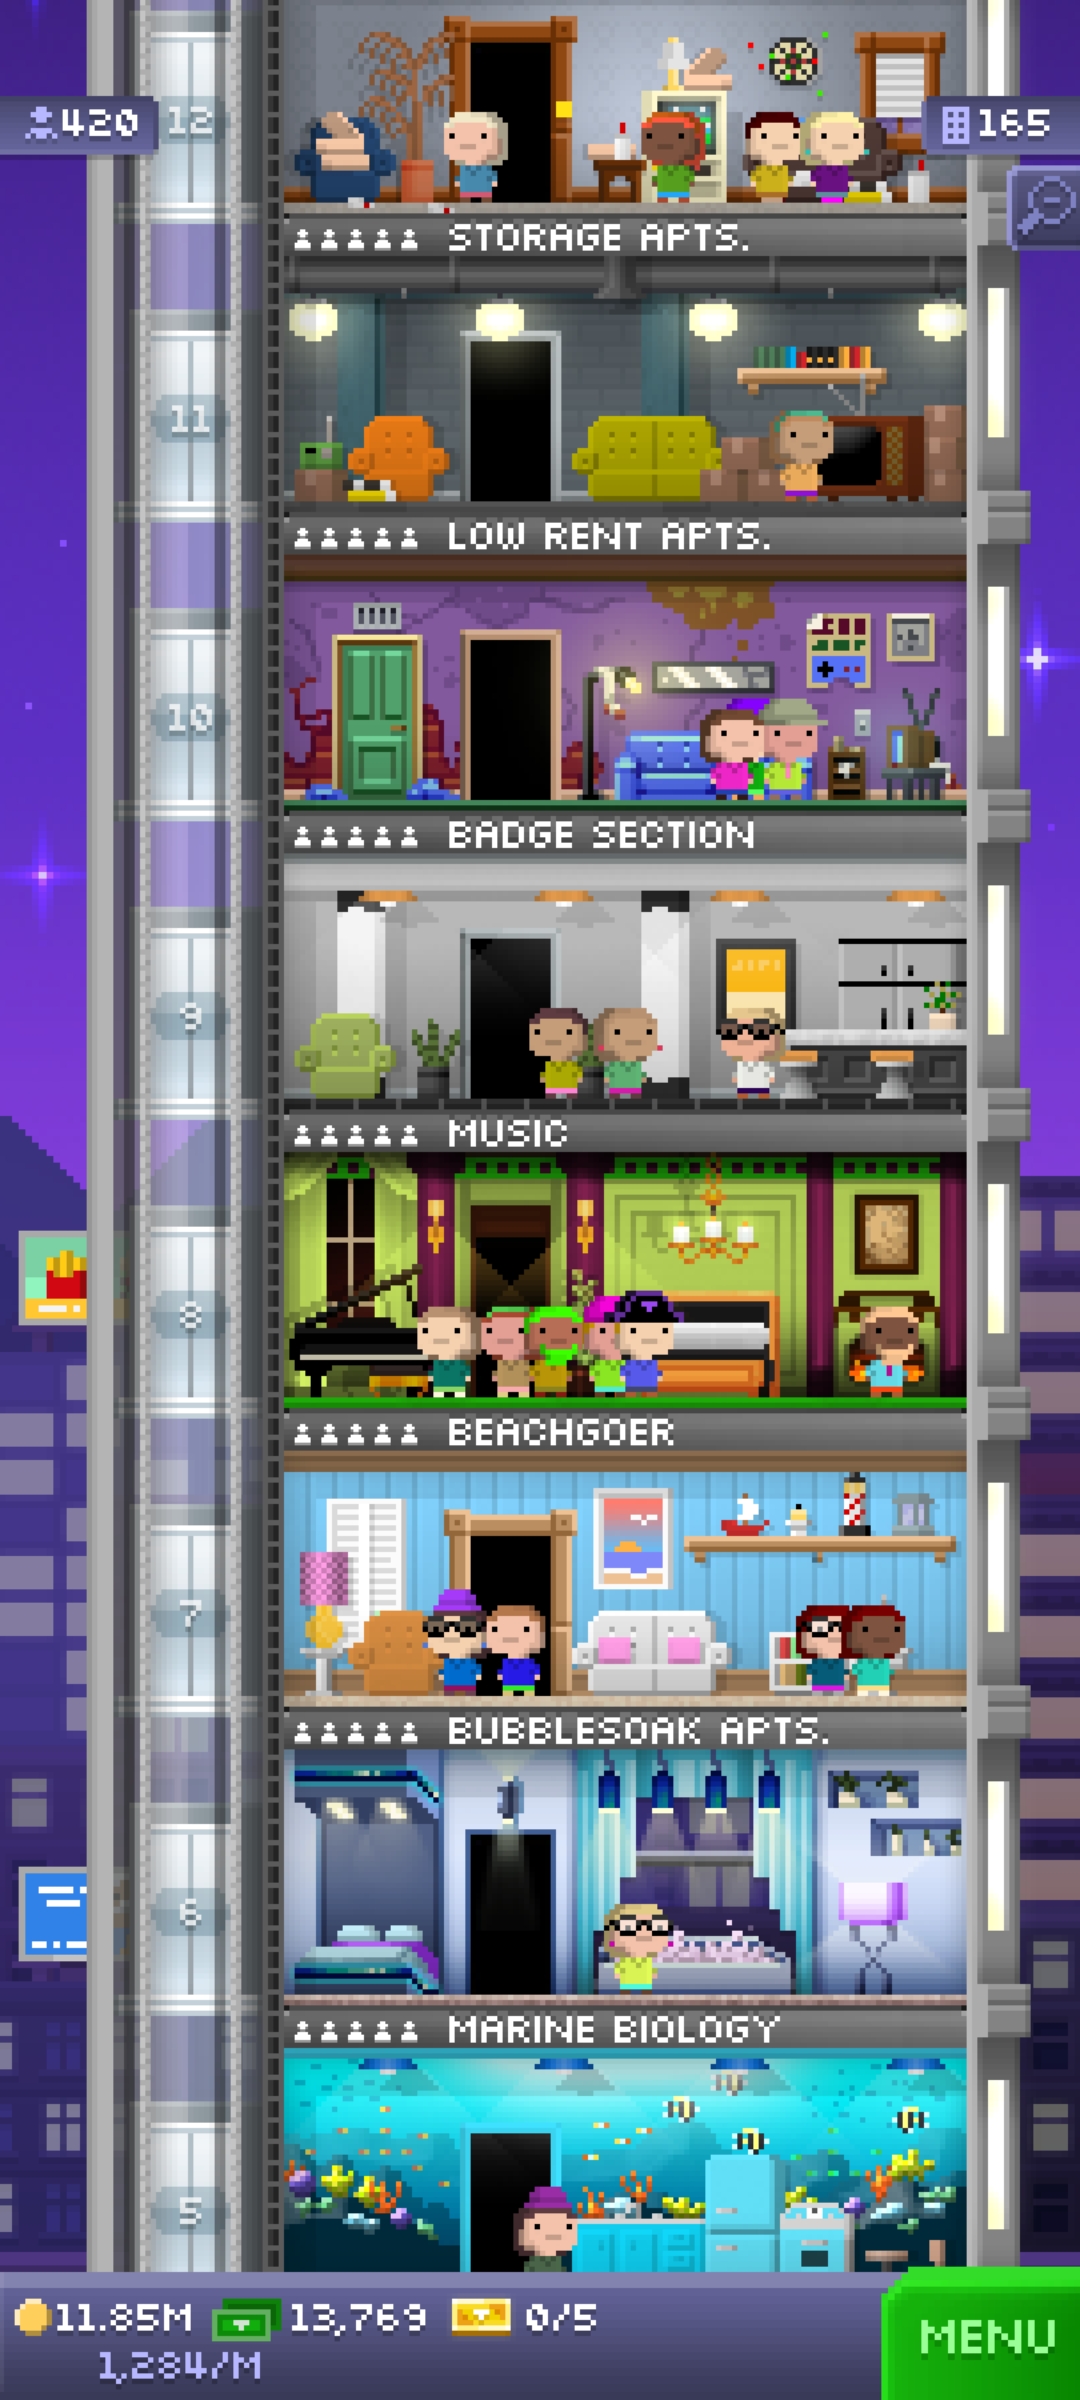 420
12
165
STORAGE APTS.
11
LOW RENT APTS.
10
BADGE SECTION
9
MUSIC
8
BEACHGOER
7
BUBBLESOAK APTS.
6
MARINE BIOLOGY
5
11.85M 13,769 0/5
1,284/M
MENU